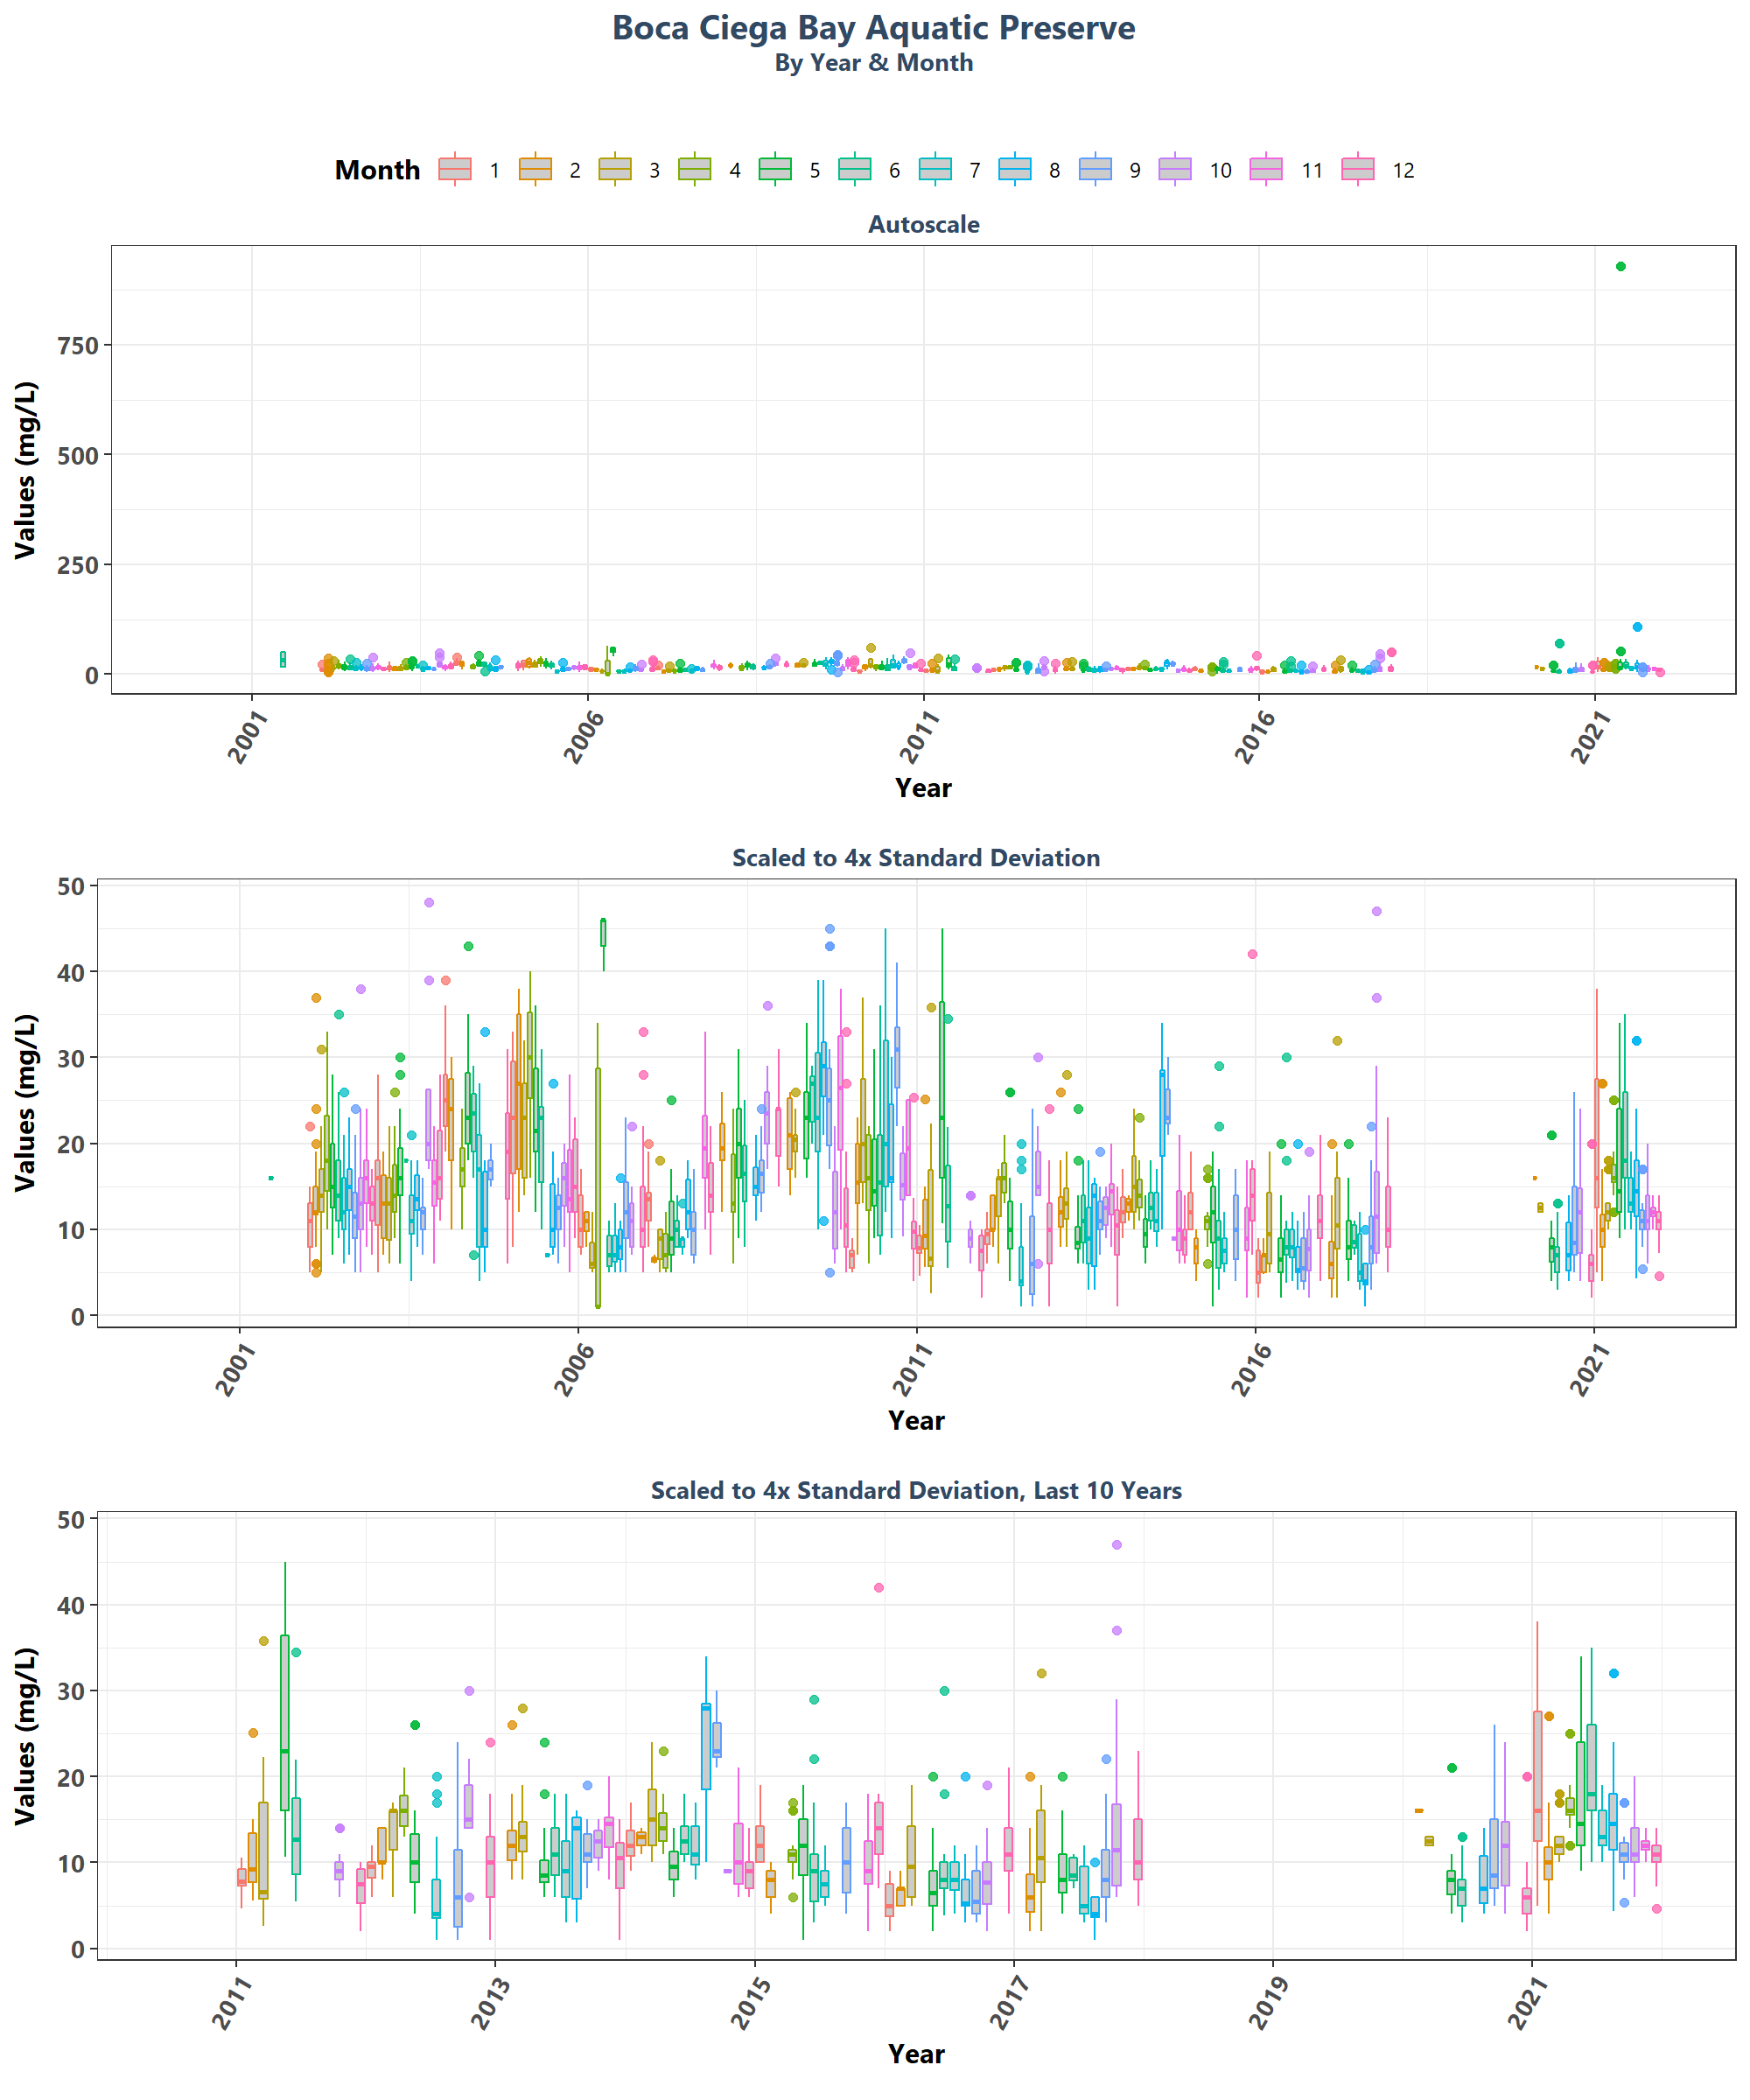 Boca Ciega Bay Aquatic Preserve
By Year & Month
Month 1 2 3 4 5 6 7 8 9 10 11 12
Autoscale
Values (mg/L)
750
500
250
0
2001 2006 2011 2016 2021
Year
Scaled to 4x Standard Deviation
Values (mg/L)
50
40
30
20
10
0
2001 2006 2011 2016 2021
Year
Scaled to 4x Standard Deviation, Last 10 Years
Values (mg/L)
50
40
30
20
10
0
2011 2013 2015 2017 2019 2021
Year